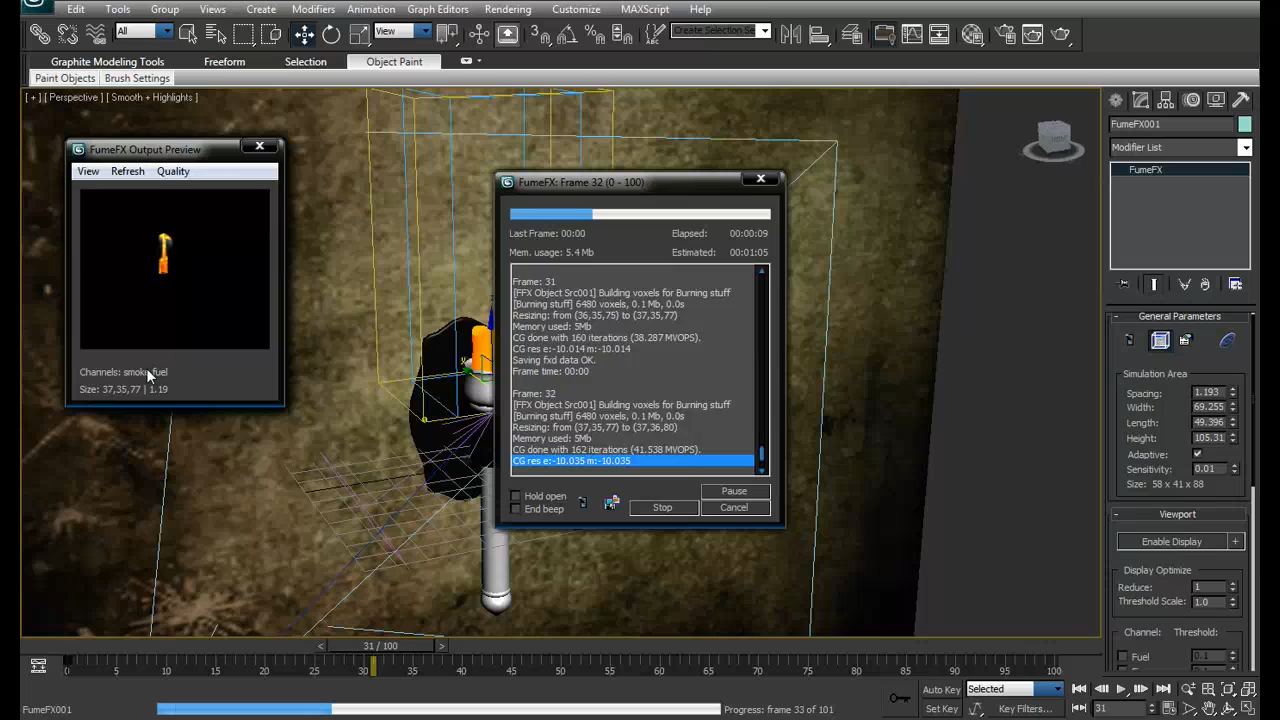 Edit Tools Group Views Create Modifiers Animation Graph Editors Rendering Customize MAXScript Help
All View Create Selection Se
Graphite Modeling Tools Freeform Selection Object Paint
Paint Objects Brush Settings
[ + ] [ Perspective ] [ Smooth + Highlights ]
FumeFX Output Preview
View Refresh Quality
Channels: smoke,fuel
Size: 37,35,77 | 1.19
FumeFX: Frame 32 (0 - 100)
Last Frame: 00:00 Elapsed: 00:00:09
Mem. usage: 5.4 Mb Estimated: 00:01:05
Frame: 31
[FFX Object Src001] Building voxels for Burning stuff
[Burning stuff] 6480 voxels, 0.1 Mb, 0.0s
Resizing: from (36,35,75) to (37,35,77)
Memory used: 5Mb
CG done with 160 iterations (38.287 MVOPS).
CG res e:-10.014 m:-10.014
Saving fxd data OK.
Frame time: 00:00
Frame: 32
[FFX Object Src001] Building voxels for Burning stuff
[Burning stuff] 6480 voxels, 0.1 Mb, 0.0s
Resizing: from (37,35,77) to (37,36,80)
Memory used: 5Mb
CG done with 162 iterations (41.538 MVOPS).
CG res e:-10.035 m:-10.035
Hold open
End beep
Pause
Stop Cancel
FumeFX001
Modifier List
FumeFX
General Parameters
Simulation Area
Spacing: 1.193
Width: 69.255
Length: 49.396
Height: 105.31
Adaptive:
Sensitivity: 0.01
Size: 58 x 41 x 88
Viewport
Enable Display +
Display Optimize
Reduce: 1
Threshold Scale: 1.0
Channel: Threshold:
Fuel 0.1
31 / 100
0 5 10 15 20 25 30 35 40 45 50 55 60 65 70 75 80 85 90 95 100
FumeFX001 Progress: frame 33 of 101
Auto Key Selected
Set Key Key Filters... 31